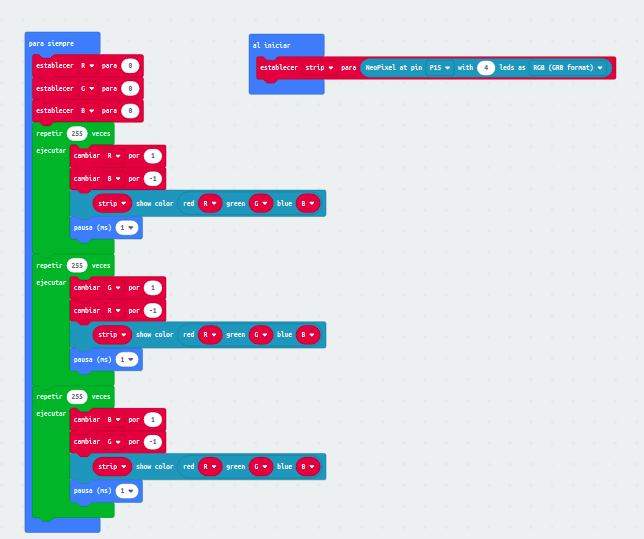 para siempre
establecer R para 0
establecer G para 0
establecer B para 0
repetir 255 veces
ejecutar
cambiar R por 1
cambiar B por -1
strip show color red R green G blue B
pausa (ms) 1
repetir 255 veces
ejecutar
cambiar G por 1
cambiar R por -1
strip show color red R green G blue B
pausa (ms) 1
repetir 255 veces
ejecutar
cambiar B por 1
cambiar G por -1
strip show color red R green G blue B
pausa (ms) 1
al iniciar
establecer strip para NeoPixel at pin P15 with 4 leds as RGB (GRB format)